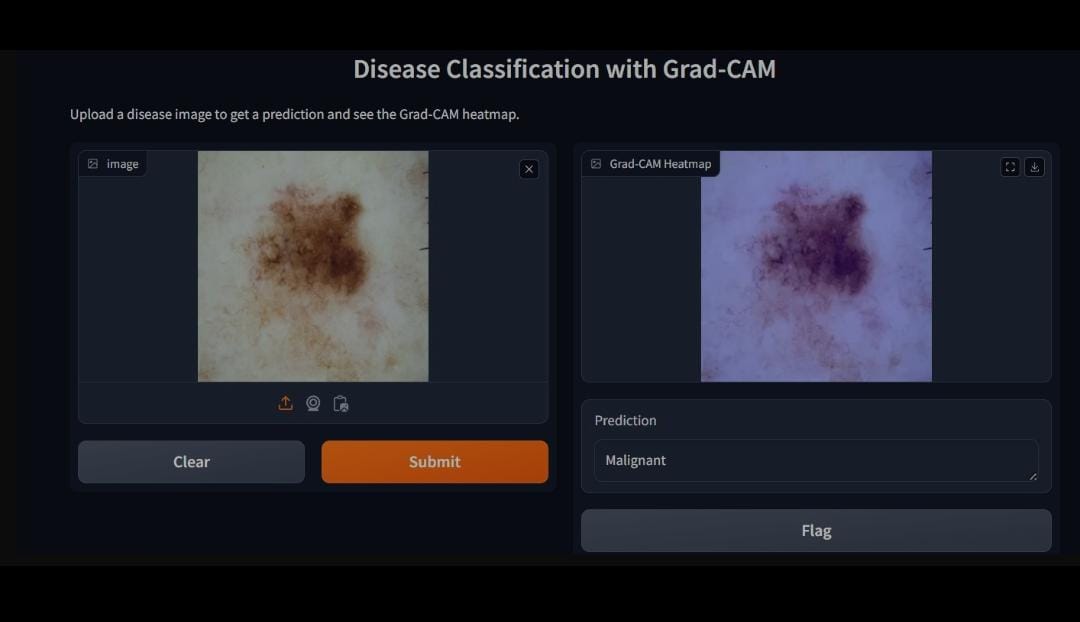 Disease Classification with Grad-CAM
Upload a disease image to get a prediction and see the Grad-CAM heatmap.
image
Grad-CAM Heatmap
Clear
Submit
Prediction
Malignant
Flag